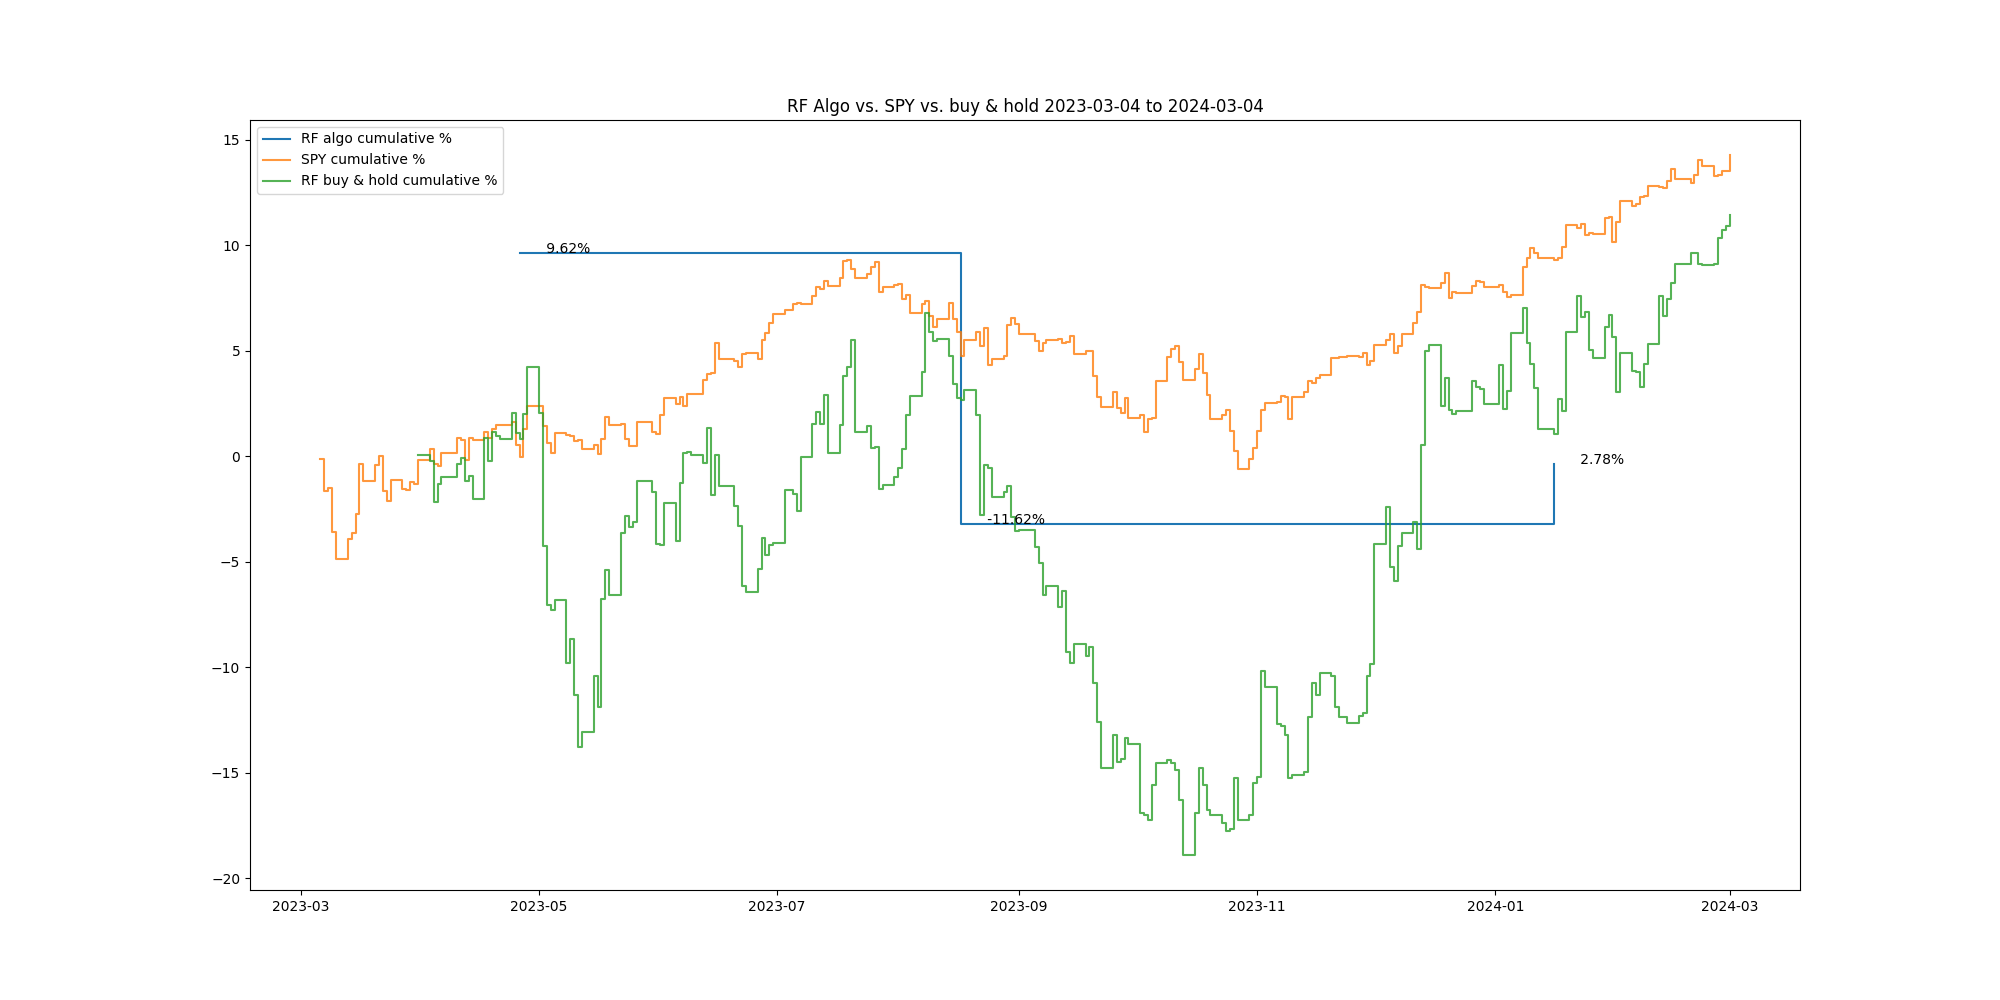 RF Algo vs. SPY vs. buy & hold 2023-03-04 to 2024-03-04
RF algo cumulative %
SPY cumulative %
RF buy & hold cumulative %
15
10
5
0
−5
−10
−15
−20
9.62%
-11.62%
2.78%
2023-03 2023-05 2023-07 2023-09 2023-11 2024-01 2024-03